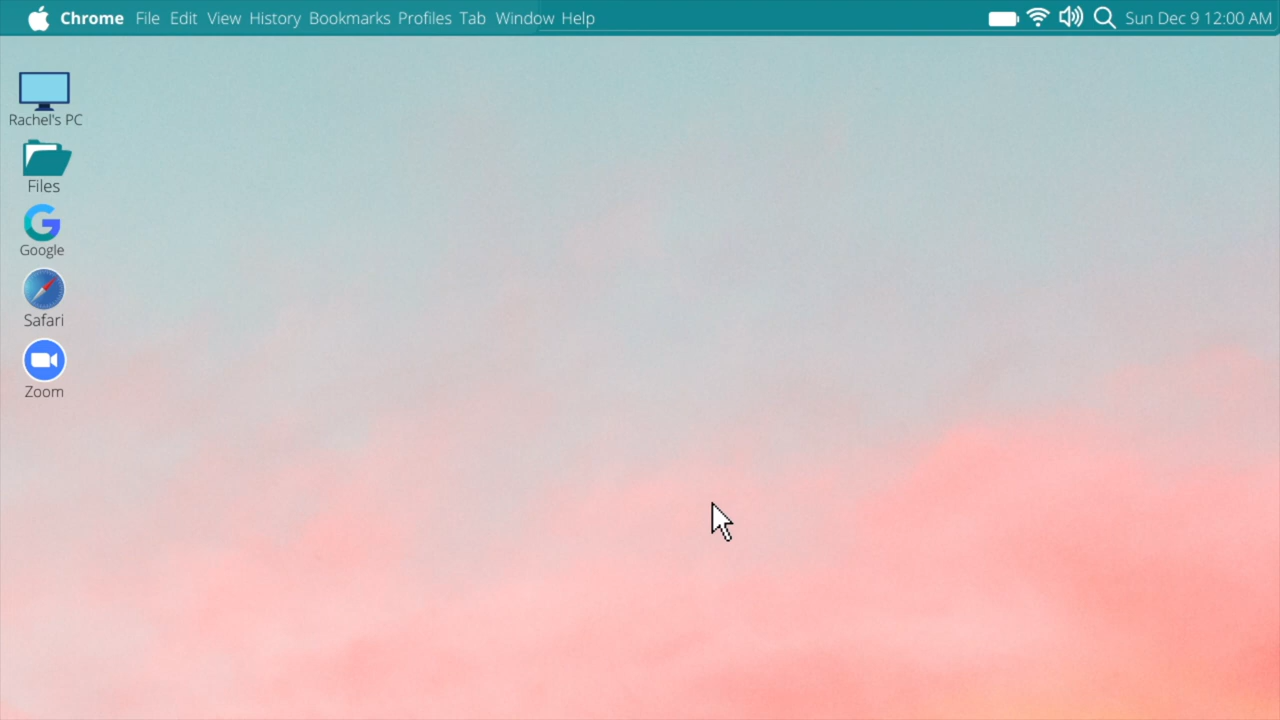 Chrome File Edit View History Bookmarks Profiles Tab Window Help Sun Dec 9 12:00 AM
Rachel's PC
Files
Google
Safari
Zoom